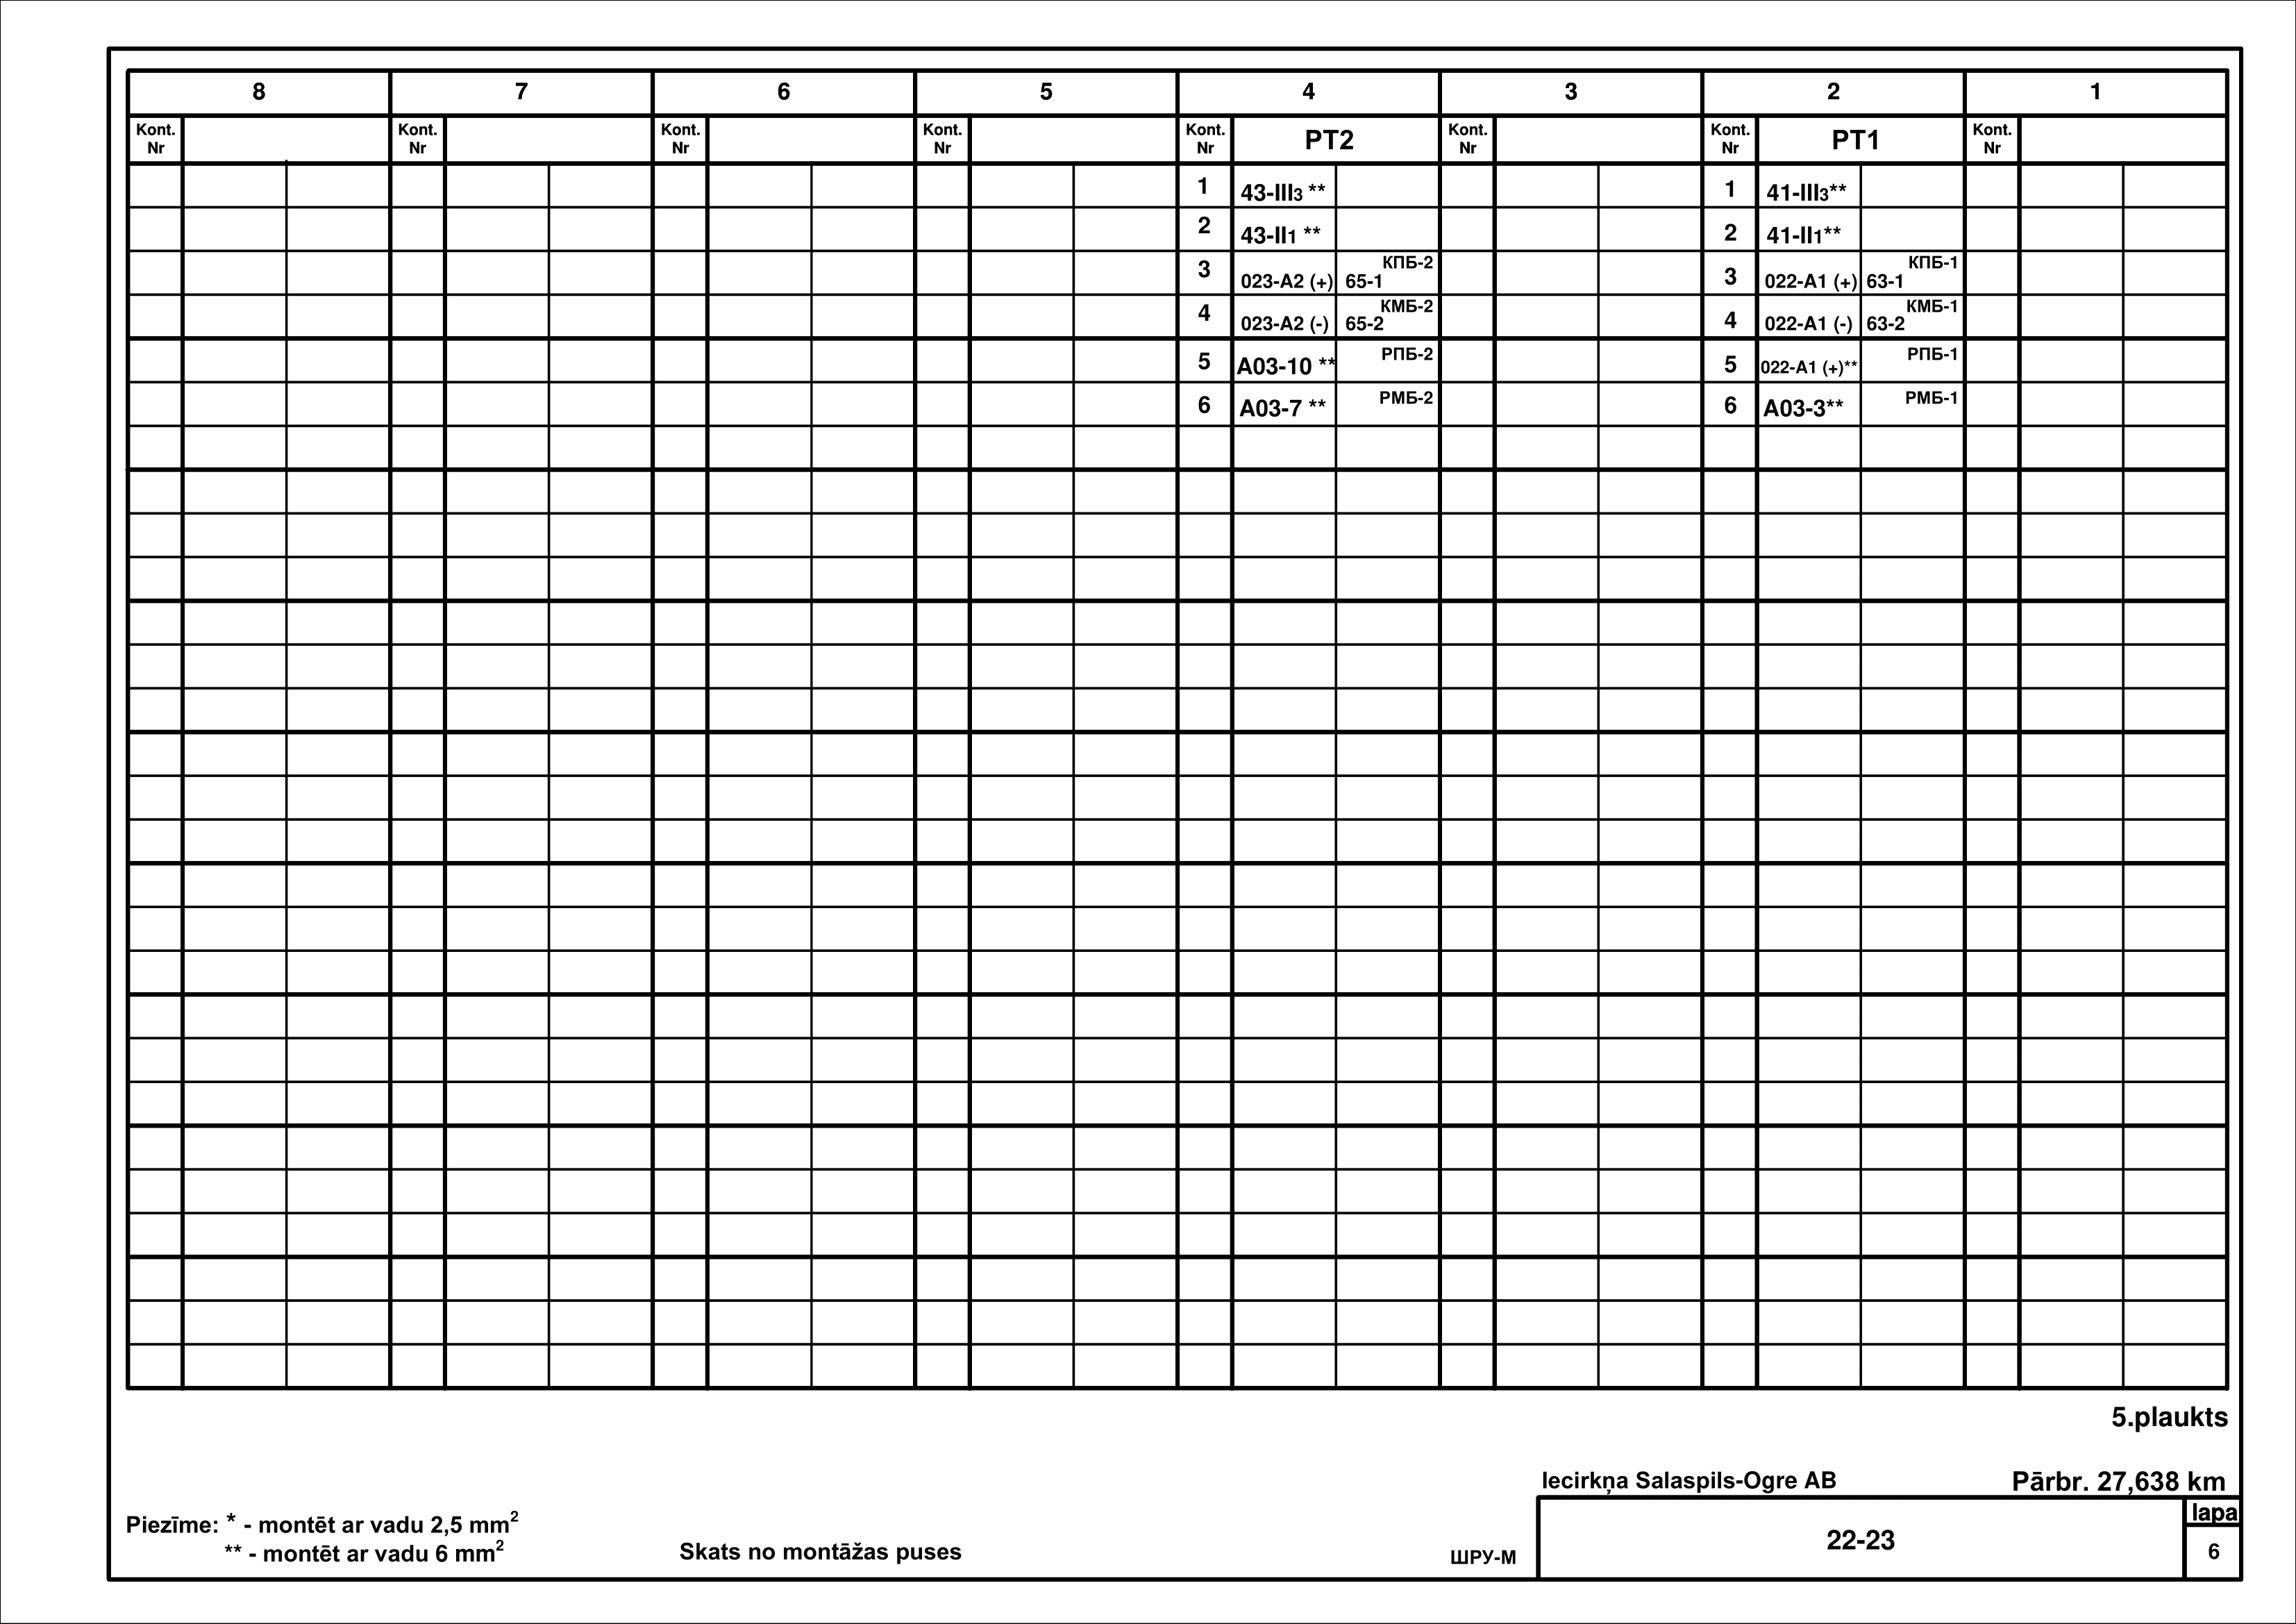 8 7 6 5 4 3 2 1
Kont. Kont. Kont. Kont. Kont. PT2 Kont. Kont. PT1 Kont.
Nr Nr Nr Nr Nr Nr Nr Nr
1 43-III3 ** 1 41-III3**
2 43-II1 ** 2 41-II1**
3 023-A2 (+) 65-1 КПБ-2 3 022-A1 (+) 63-1 КПБ-1
4 023-A2 (-) 65-2 КМБ-2 4 022-A1 (-) 63-2 КМБ-1
5 A03-10 ** РПБ-2 5 022-A1 (+)** РПБ-1
6 A03-7 ** РМБ-2 6 A03-3** РМБ-1
5.plaukts
Iecirkņa Salaspils-Ogre AB Pārbr. 27,638 km
Piezīme: * - montēt ar vadu 2,5 mm²
** - montēt ar vadu 6 mm²
Skats no montāžas puses
ШРУ-М
22-23
lapa
6